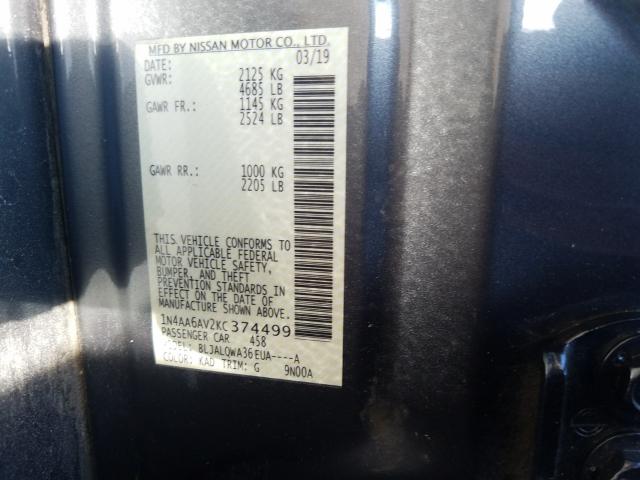 MFD BY NISSAN MOTOR CO., LTD.
DATE: 03/19
GVWR: 2125 KG
4685 LB
GAWR FR.: 1145 KG
2524 LB
GAWR RR.: 1000 KG
2205 LB
THIS VEHICLE CONFORMS TO
ALL APPLICABLE FEDERAL
MOTOR VEHICLE SAFETY,
BUMPER, AND THEFT
PREVENTION STANDARDS IN
EFFECT ON THE DATE OF
MANUFACTURE SHOWN ABOVE.
1N4AA6AV2KC374499
PASSENGER CAR 458
MODEL: BLJALQWA36EUA----A
COLOR: KAD TRIM: G 9N00A